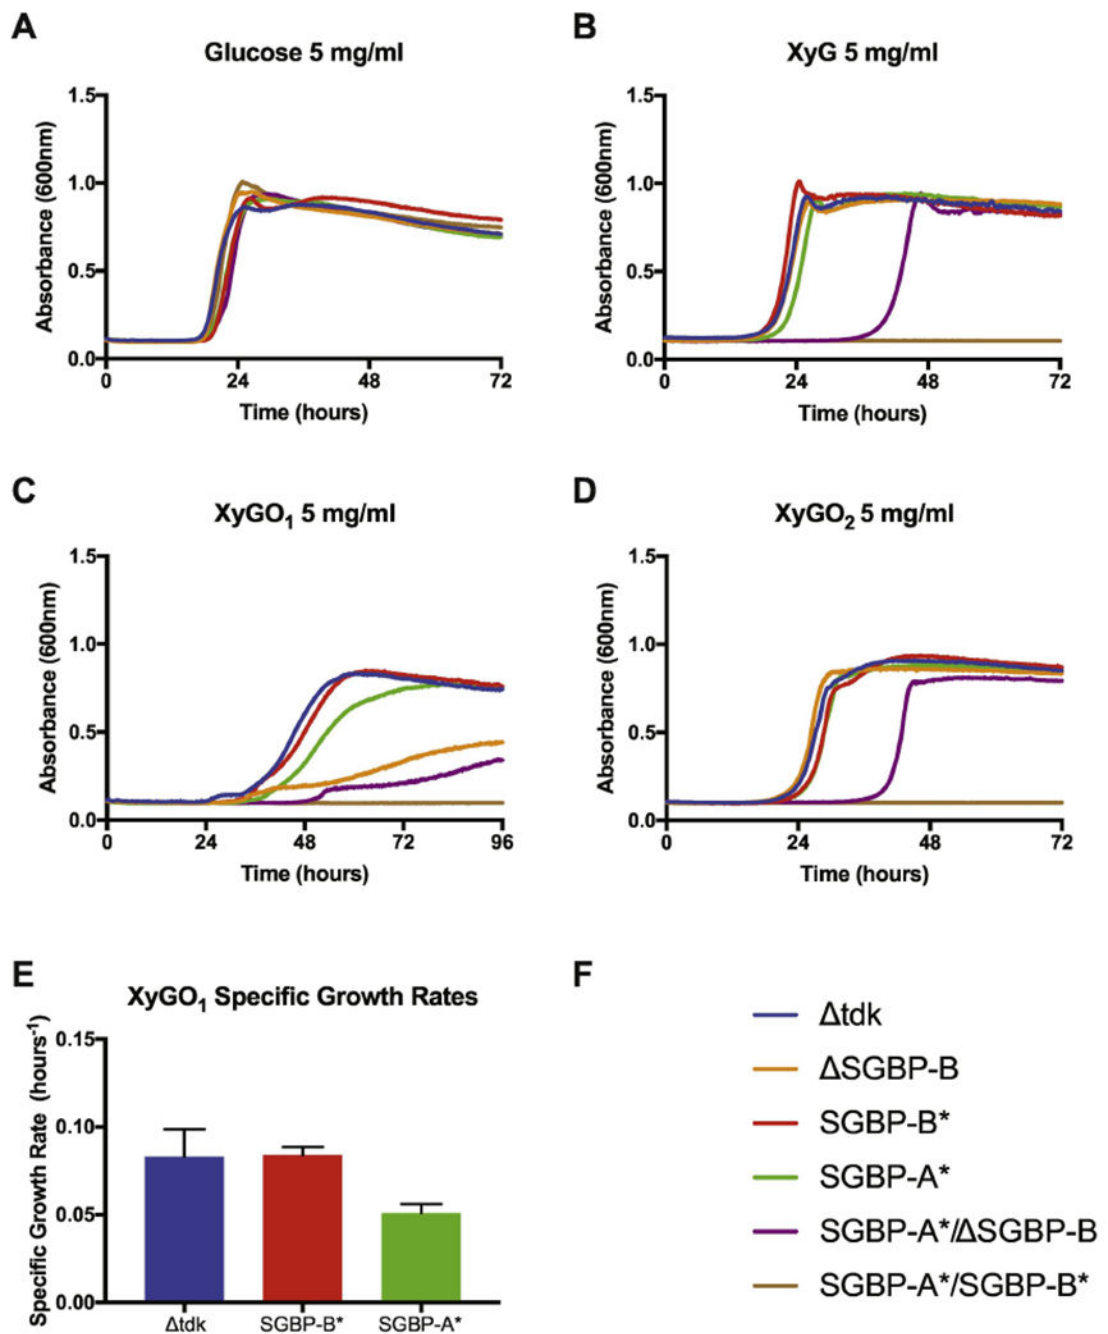 A
Glucose 5 mg/ml
Absorbance (600nm)
1.5
1.0
0.5
0.0
0 24 48 72
Time (hours)
B
XyG 5 mg/ml
Absorbance (600nm)
1.5
1.0
0.5
0.0
0 24 48 72
Time (hours)
C
XyGO1 5 mg/ml
Absorbance (600nm)
1.5
1.0
0.5
0.0
0 24 48 72 96
Time (hours)
D
XyGO2 5 mg/ml
Absorbance (600nm)
1.5
1.0
0.5
0.0
0 24 48 72
Time (hours)
E
XyGO1 Specific Growth Rates
Specific Growth Rate (hours-1)
0.15
0.10
0.05
0.00
Δtdk SGBP-B* SGBP-A*
F
Δtdk
ΔSGBP-B
SGBP-B*
SGBP-A*
SGBP-A*/ΔSGBP-B
SGBP-A*/SGBP-B*